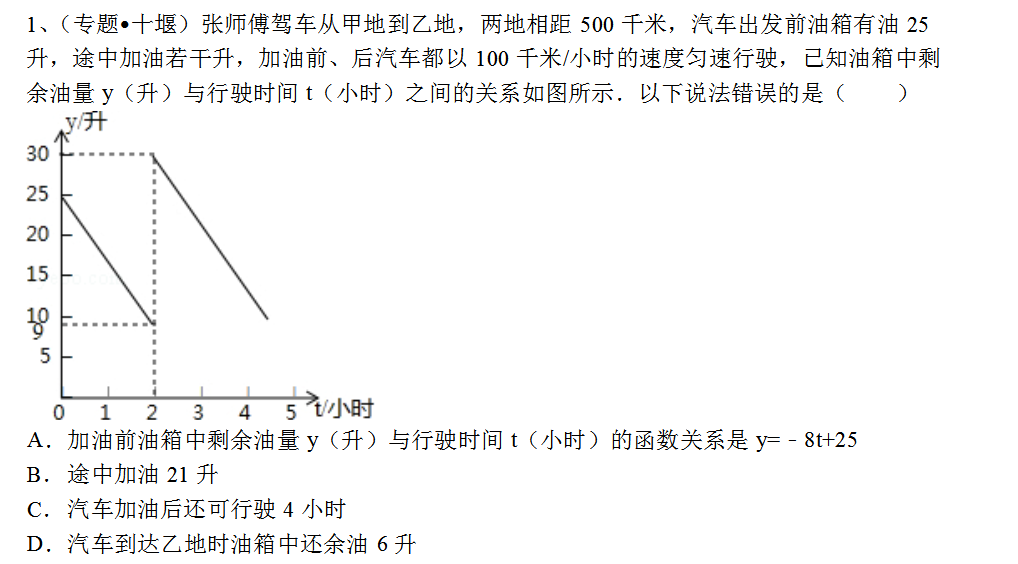 1、（专题•十堰）张师傅驾车从甲地到乙地，两地相距 500 千米，汽车出发前油箱有油 25
升，途中加油若干升，加油前、后汽车都以 100 千米/小时的速度匀速行驶，已知油箱中剩
余油量 y（升）与行驶时间 t（小时）之间的关系如图所示．以下说法错误的是（　　）
y/升
30
25
20
15
10
9
5
0 1 2 3 4 5 t/小时
A．加油前油箱中剩余油量 y（升）与行驶时间 t（小时）的函数关系是 y=﹣8t+25
B．途中加油 21 升
C．汽车加油后还可行驶 4 小时
D．汽车到达乙地时油箱中还余油 6 升